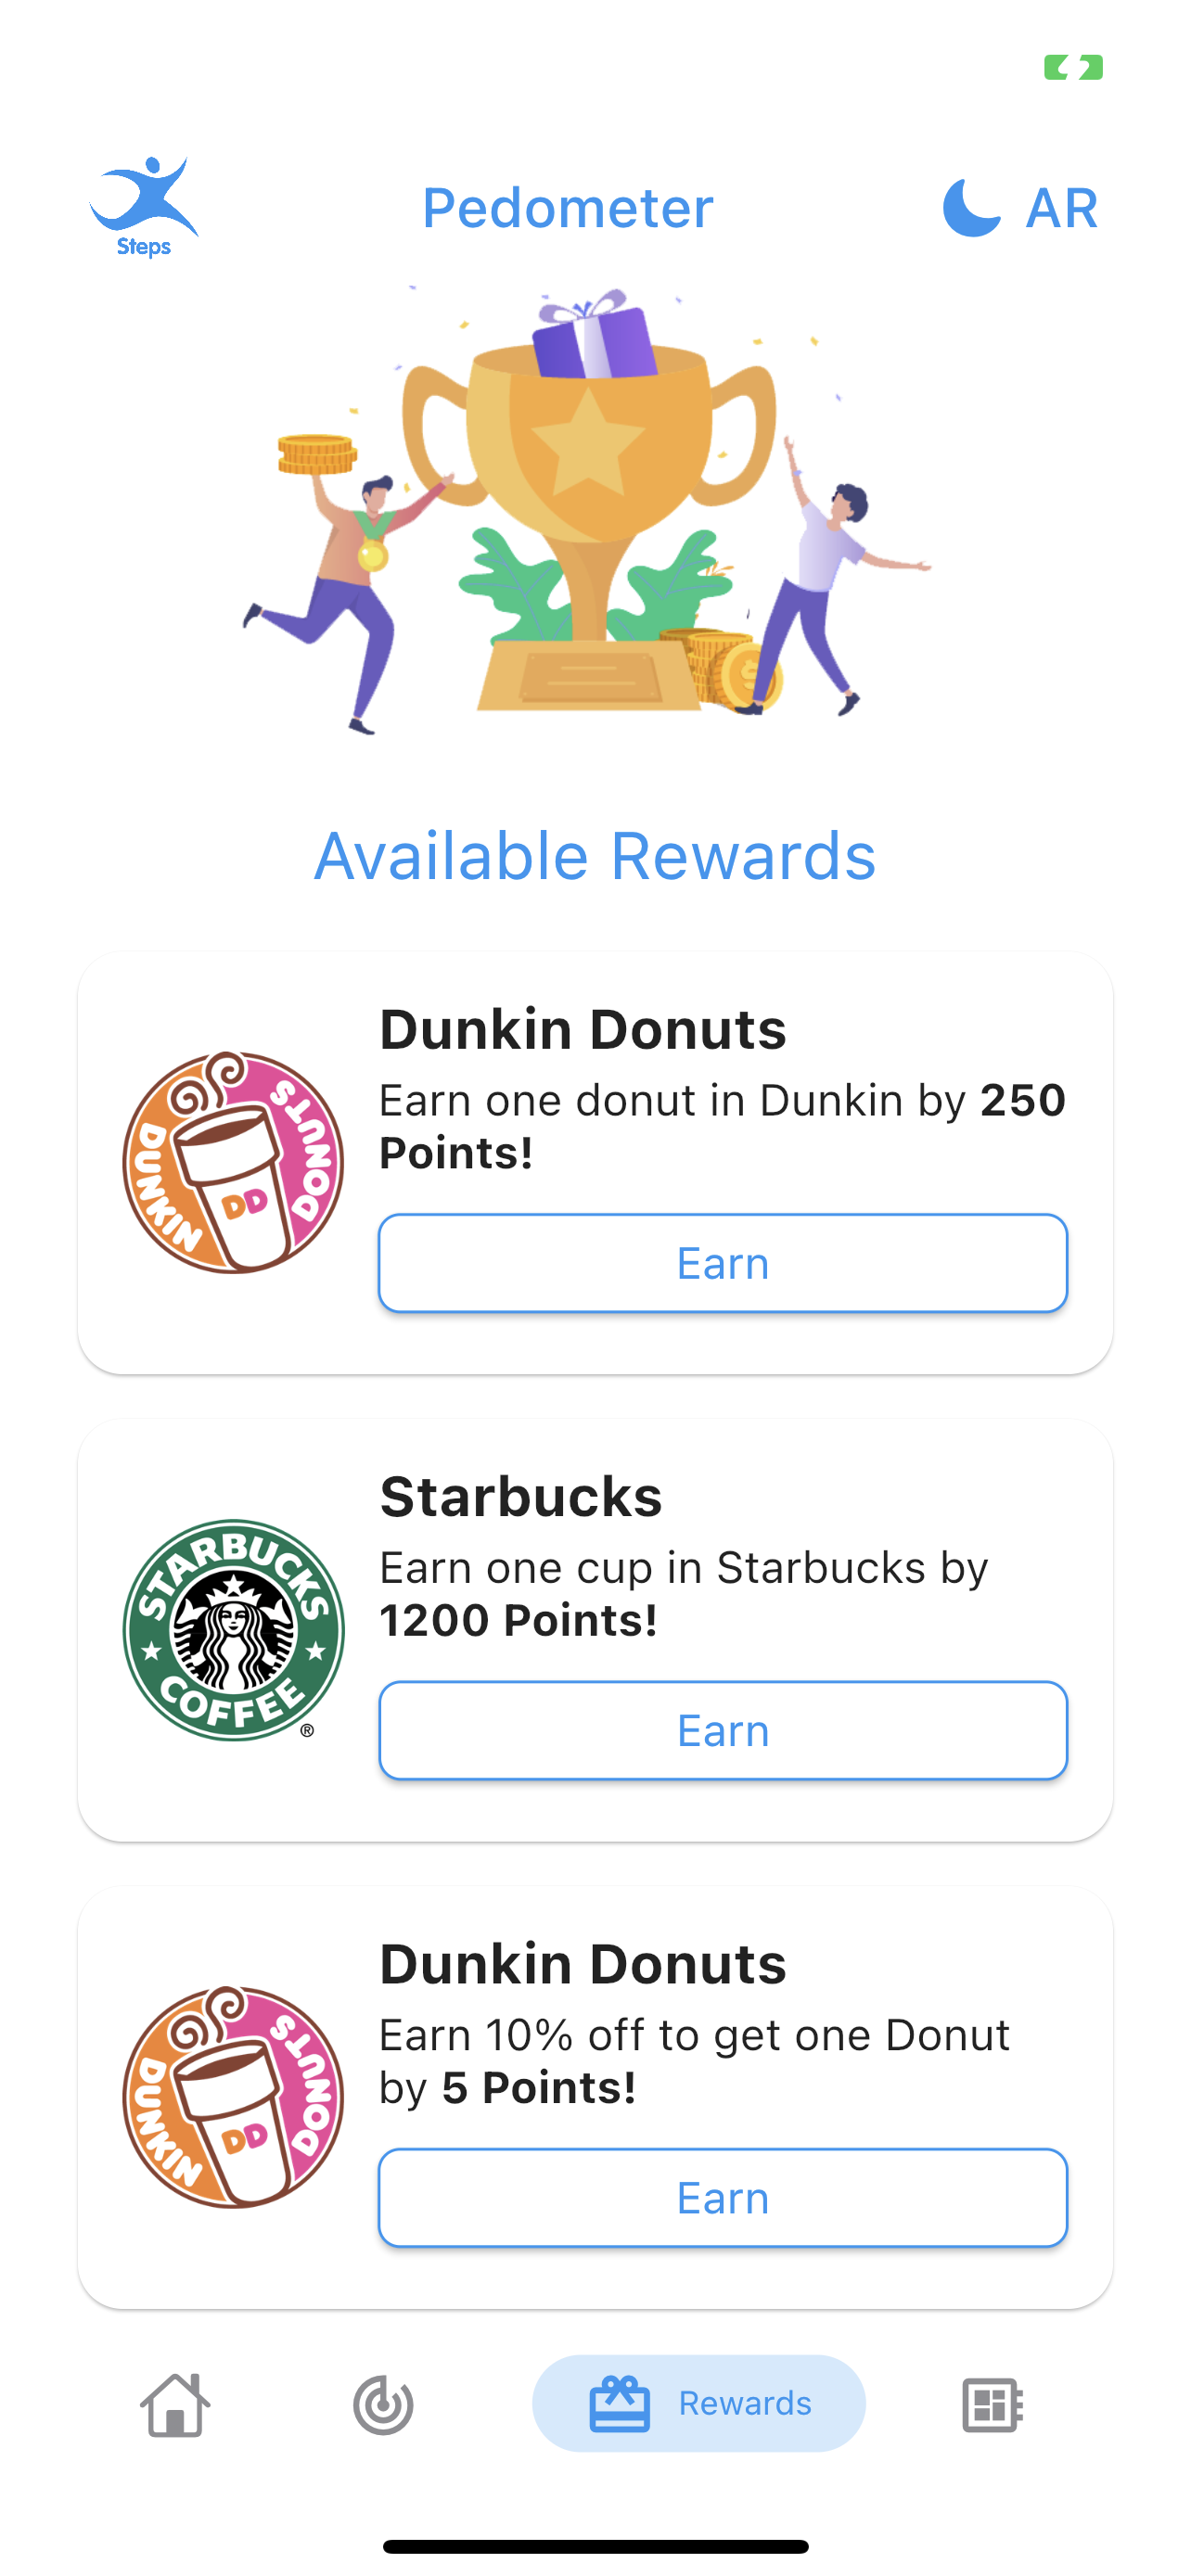 Steps
Pedometer
AR
Available Rewards
DUNKIN DONUTS
DD
Dunkin Donuts
Earn one donut in Dunkin by 250
Points!
Earn
STARBUCKS
COFFEE
®
Starbucks
Earn one cup in Starbucks by
1200 Points!
Earn
DUNKIN DONUTS
DD
Dunkin Donuts
Earn 10% off to get one Donut
by 5 Points!
Earn
Rewards